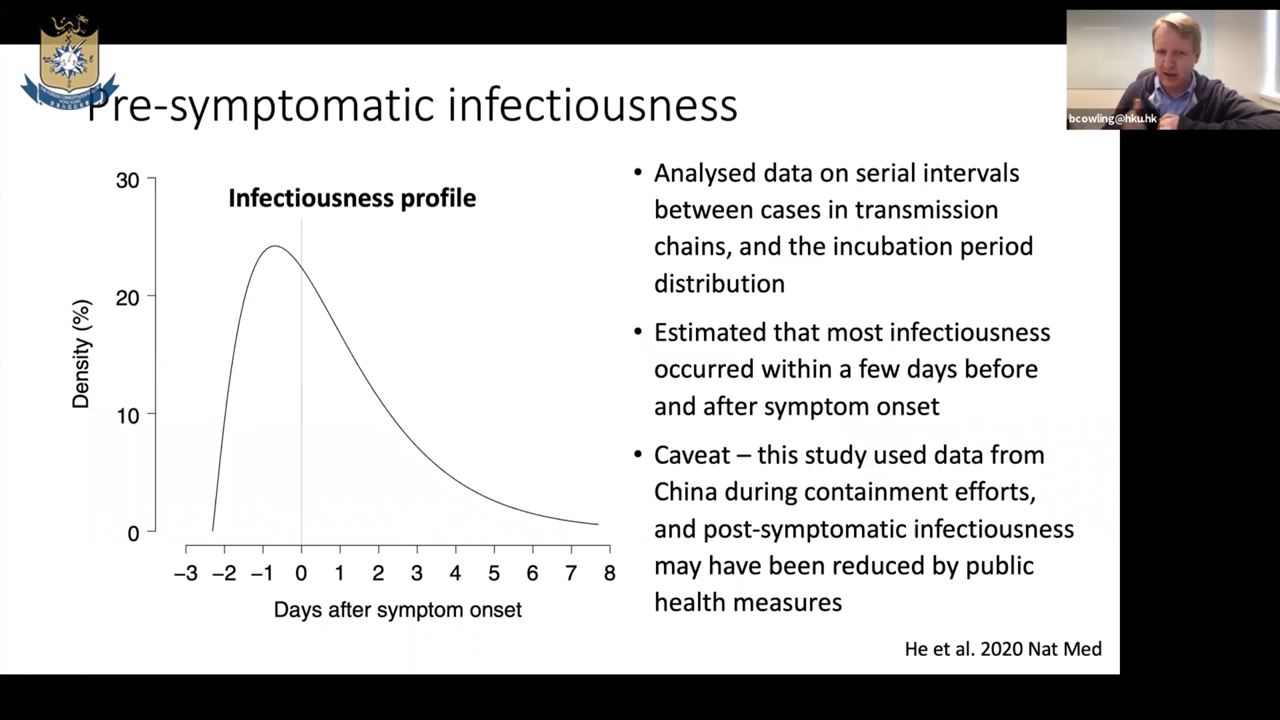 Pre-symptomatic infectiousness
bcowling@hku.hk
Infectiousness profile
30
20
10
0
Density (%)
−3 −2 −1 0 1 2 3 4 5 6 7 8
Days after symptom onset
• Analysed data on serial intervals
between cases in transmission
chains, and the incubation period
distribution
• Estimated that most infectiousness
occurred within a few days before
and after symptom onset
• Caveat – this study used data from
China during containment efforts,
and post-symptomatic infectiousness
may have been reduced by public
health measures
He et al. 2020 Nat Med